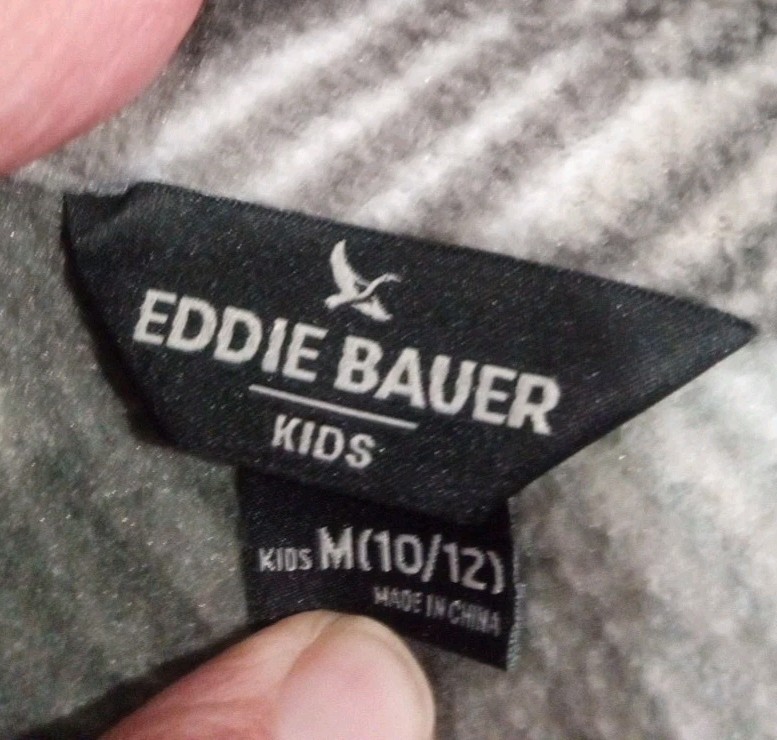 EDDIE BAUER
KIDS
KIDS M(10/12)
MADE IN CHINA